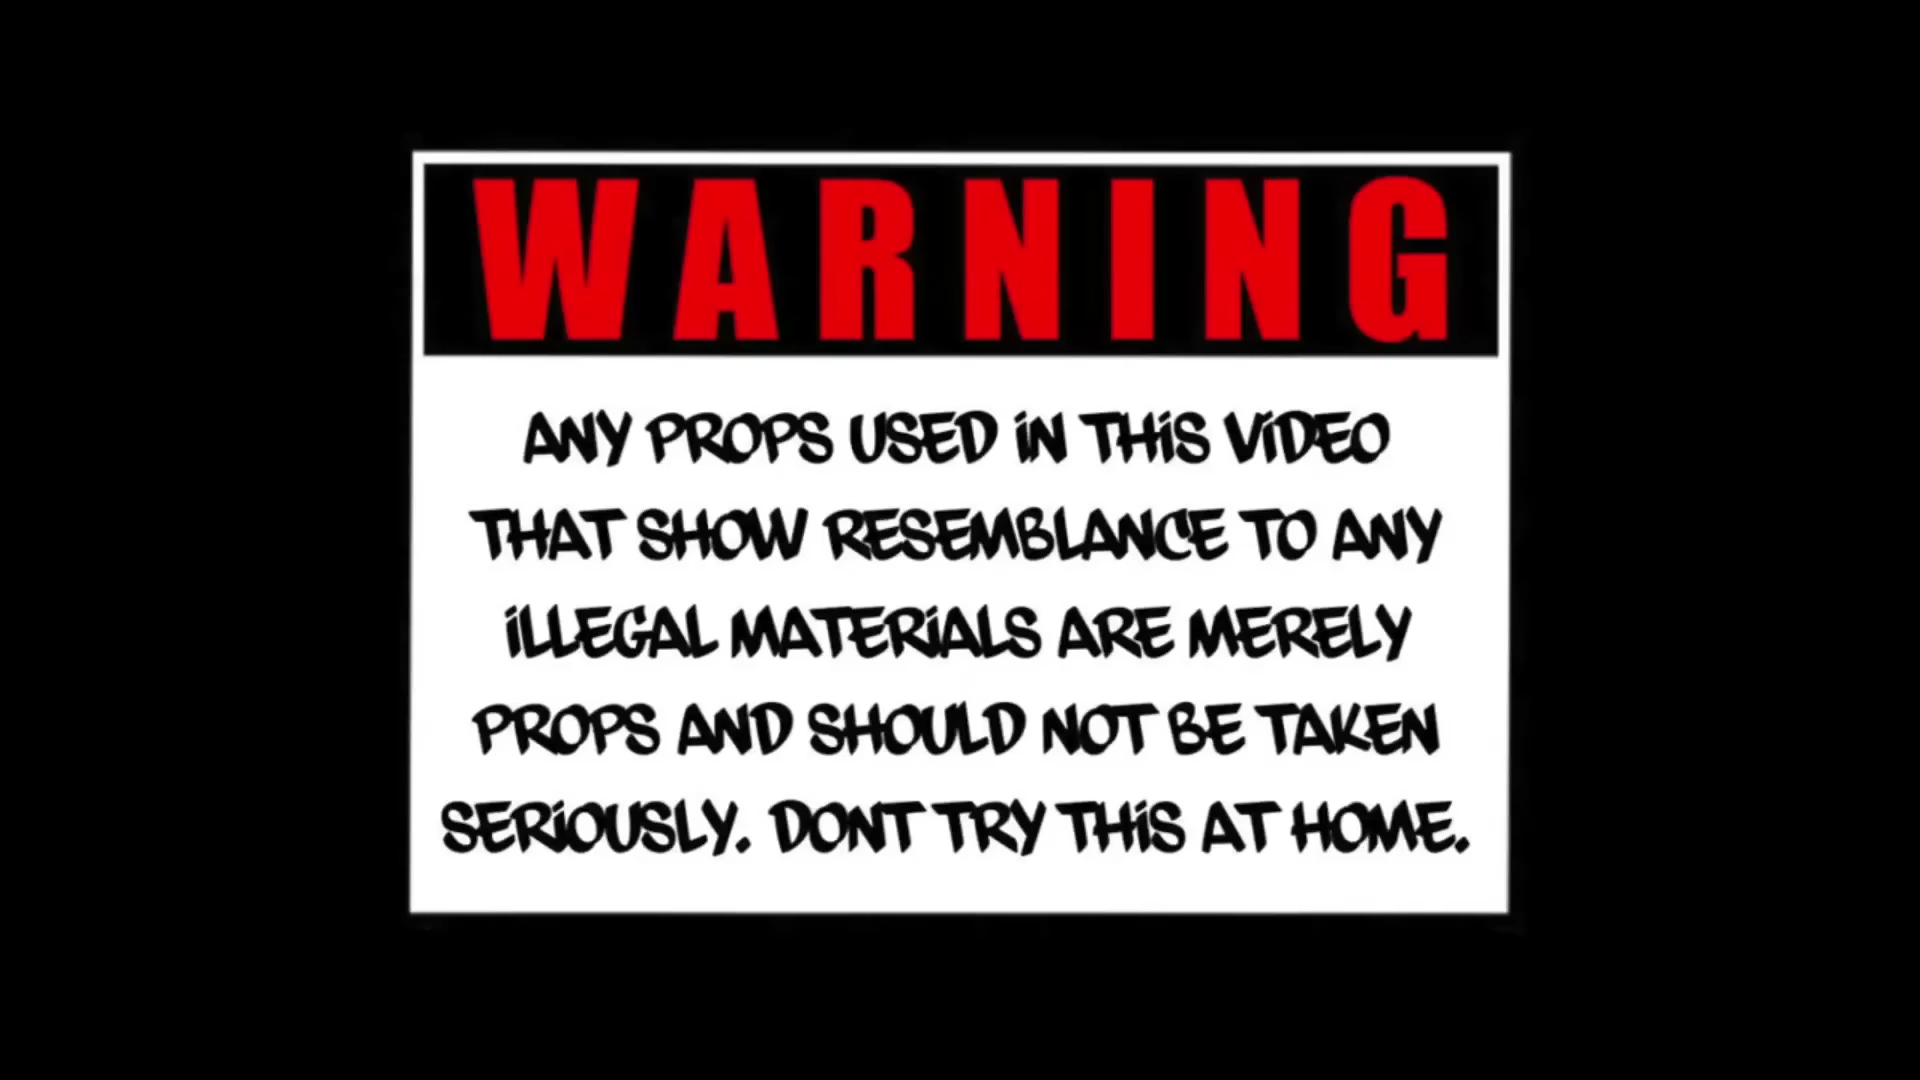 WARNING
ANY PROPS USED iN THiS ViDEO
THAT SHOW RESEMBLANCE TO ANY
iLLEGAL MATERiALS ARE MERELY
PROPS AND SHOULD NOT BE TAKEN
SERiOUSLY. DONT TRY THiS AT HOME.